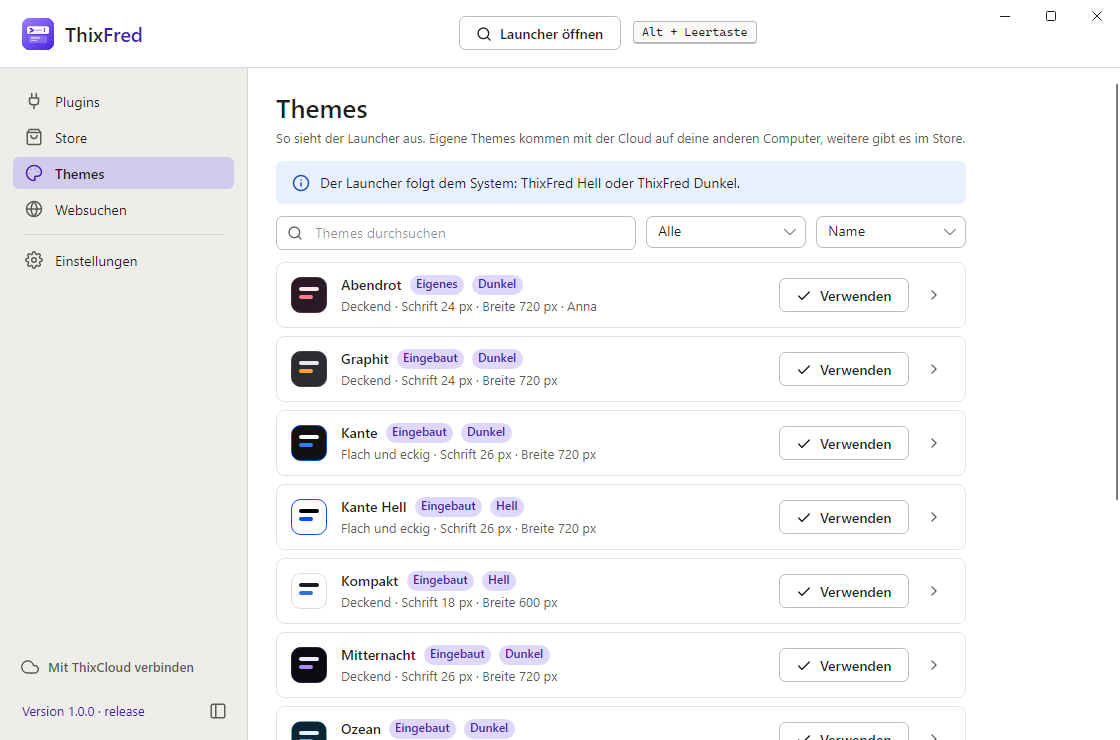 ThixFred
Launcher öffnen
Alt + Leertaste
Plugins
Store
Themes
Websuchen
Einstellungen
Mit ThixCloud verbinden
Version 1.0.0 · release
Themes
So sieht der Launcher aus. Eigene Themes kommen mit der Cloud auf deine anderen Computer, weitere gibt es im Store.
Der Launcher folgt dem System: ThixFred Hell oder ThixFred Dunkel.
Themes durchsuchen
Alle
Name
Abendrot Eigenes Dunkel
Deckend · Schrift 24 px · Breite 720 px · Anna
Verwenden
Graphit Eingebaut Dunkel
Deckend · Schrift 24 px · Breite 720 px
Verwenden
Kante Eingebaut Dunkel
Flach und eckig · Schrift 26 px · Breite 720 px
Verwenden
Kante Hell Eingebaut Hell
Flach und eckig · Schrift 26 px · Breite 720 px
Verwenden
Kompakt Eingebaut Hell
Deckend · Schrift 18 px · Breite 600 px
Verwenden
Mitternacht Eingebaut Dunkel
Deckend · Schrift 26 px · Breite 720 px
Verwenden
Ozean Eingebaut Dunkel
Verwenden